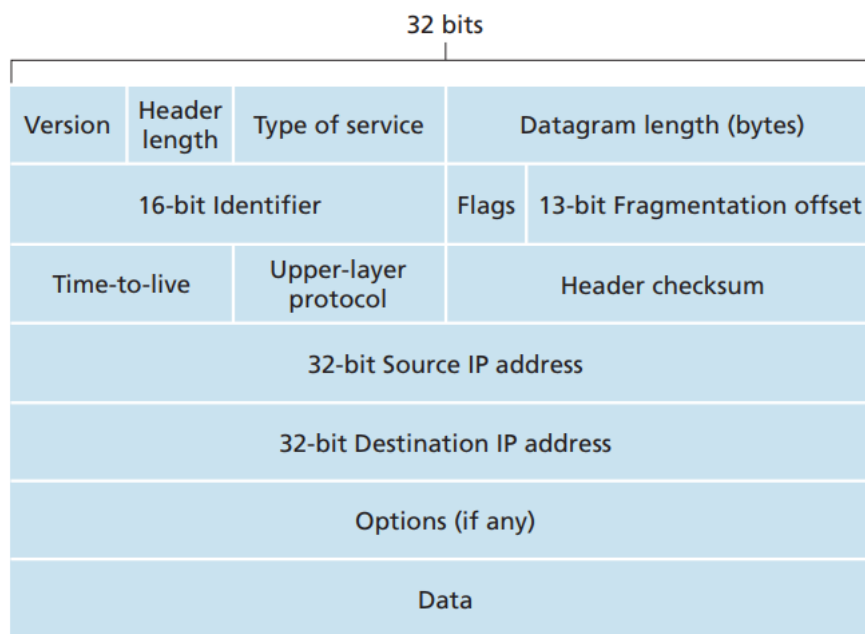 32 bits
Version
Header
length
Type of service
Datagram length (bytes)
16-bit Identifier
Flags
13-bit Fragmentation offset
Time-to-live
Upper-layer
protocol
Header checksum
32-bit Source IP address
32-bit Destination IP address
Options (if any)
Data